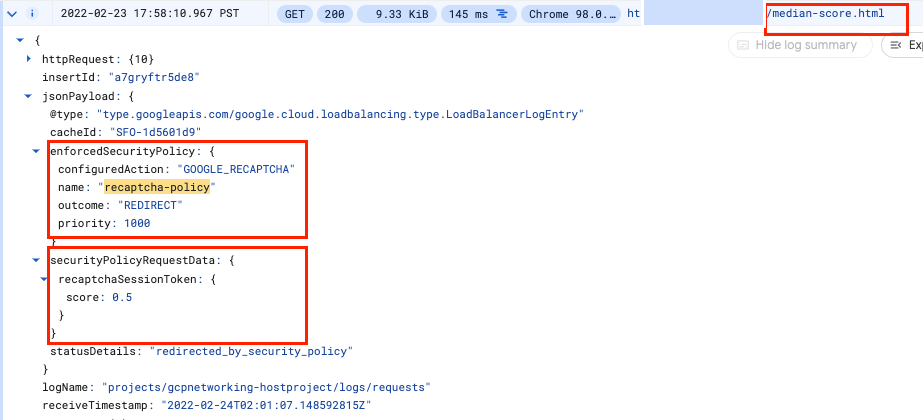 2022-02-23 17:58:10.967 PST GET 200 9.33 KiB 145 ms Chrome 98.0.… ht /median-score.html
Hide log summary Exp
{
httpRequest: {10}
insertId: "a7gryftr5de8"
jsonPayload: {
@type: "type.googleapis.com/google.cloud.loadbalancing.type.LoadBalancerLogEntry"
cacheId: "SFO-1d5601d9"
enforcedSecurityPolicy: {
configuredAction: "GOOGLE_RECAPTCHA"
name: "recaptcha-policy"
outcome: "REDIRECT"
priority: 1000
}
securityPolicyRequestData: {
recaptchaSessionToken: {
score: 0.5
}
}
statusDetails: "redirected_by_security_policy"
}
logName: "projects/gcpnetworking-hostproject/logs/requests"
receiveTimestamp: "2022-02-24T02:01:07.148592815Z"